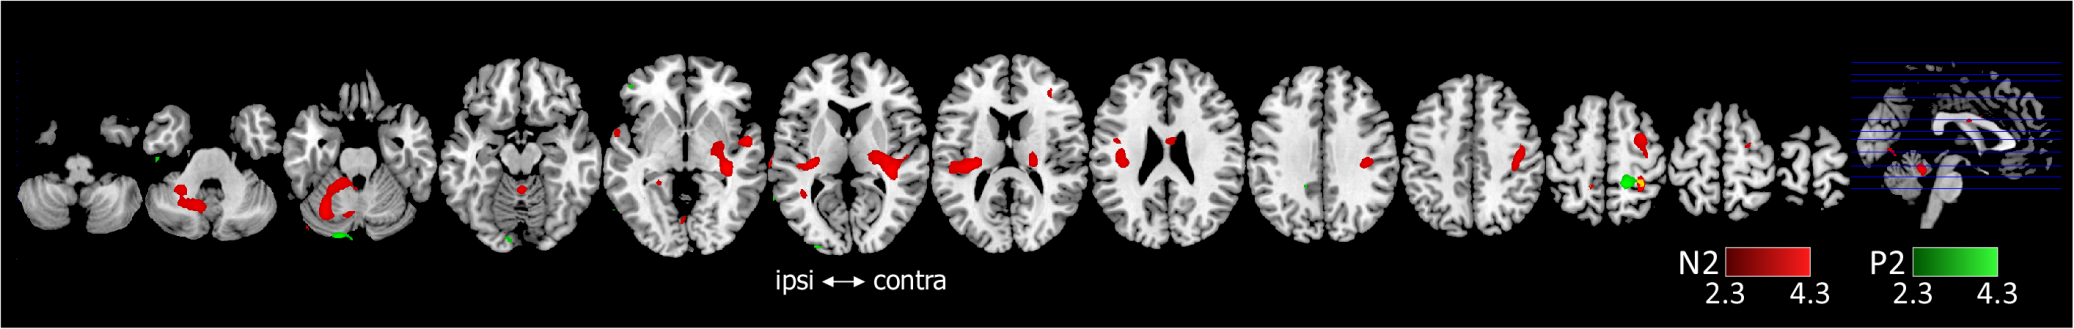 ipsi ↔ contra
N2
2.3 4.3
P2
2.3 4.3